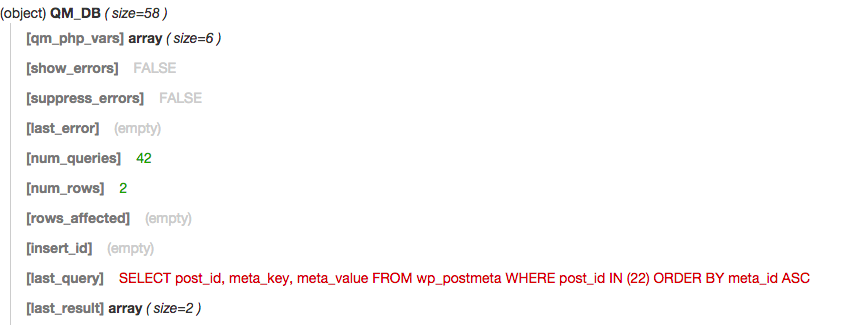 (object) QM_DB ( size=58 )
[qm_php_vars] array ( size=6 )
[show_errors] FALSE
[suppress_errors] FALSE
[last_error] (empty)
[num_queries] 42
[num_rows] 2
[rows_affected] (empty)
[insert_id] (empty)
[last_query] SELECT post_id, meta_key, meta_value FROM wp_postmeta WHERE post_id IN (22) ORDER BY meta_id ASC
[last_result] array ( size=2 )